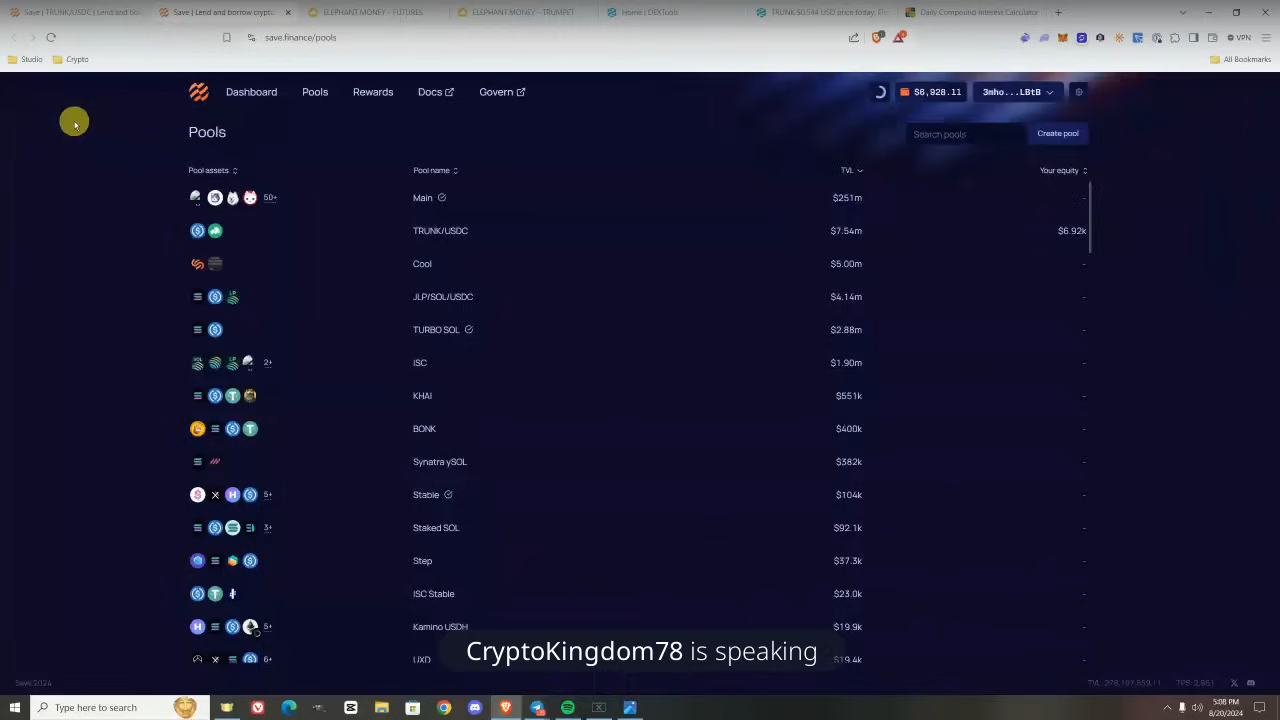 Save | TRUNK/USDC | Lend and bor
Save | Lend and borrow crypto
ELEPHANT.MONEY - FUTURES
ELEPHANT.MONEY - TRUMPET
Home | DEXTools
TRUNK $0.544 USD price today, Ele
Daily Compound Interest Calculator
save.finance/pools
VPN
Studio
Crypto
All Bookmarks
Dashboard
Pools
Rewards
Docs
Govern
$6,928.11
3mho...LBtB
Pools
Search pools
Create pool
Pool assets
Pool name
TVL
Your equity
50+
Main
$251m
-
TRUNK/USDC
$7.54m
$6.92k
Cool
$5.00m
-
JLP/SOL/USDC
$4.14m
-
TURBO SOL
$2.88m
-
2+
ISC
$1.90m
-
KHAI
$551k
-
BONK
$400k
-
Synatra ySOL
$382k
-
5+
Stable
$104k
-
3+
Staked SOL
$92.1k
-
Step
$37.3k
-
ISC Stable
$23.0k
-
5+
Kamino USDH
$19.9k
-
6+
UXD
$19.4k
-
CryptoKingdom78 is speaking
Save 2024
Type here to search
5:08 PM
8/20/2024